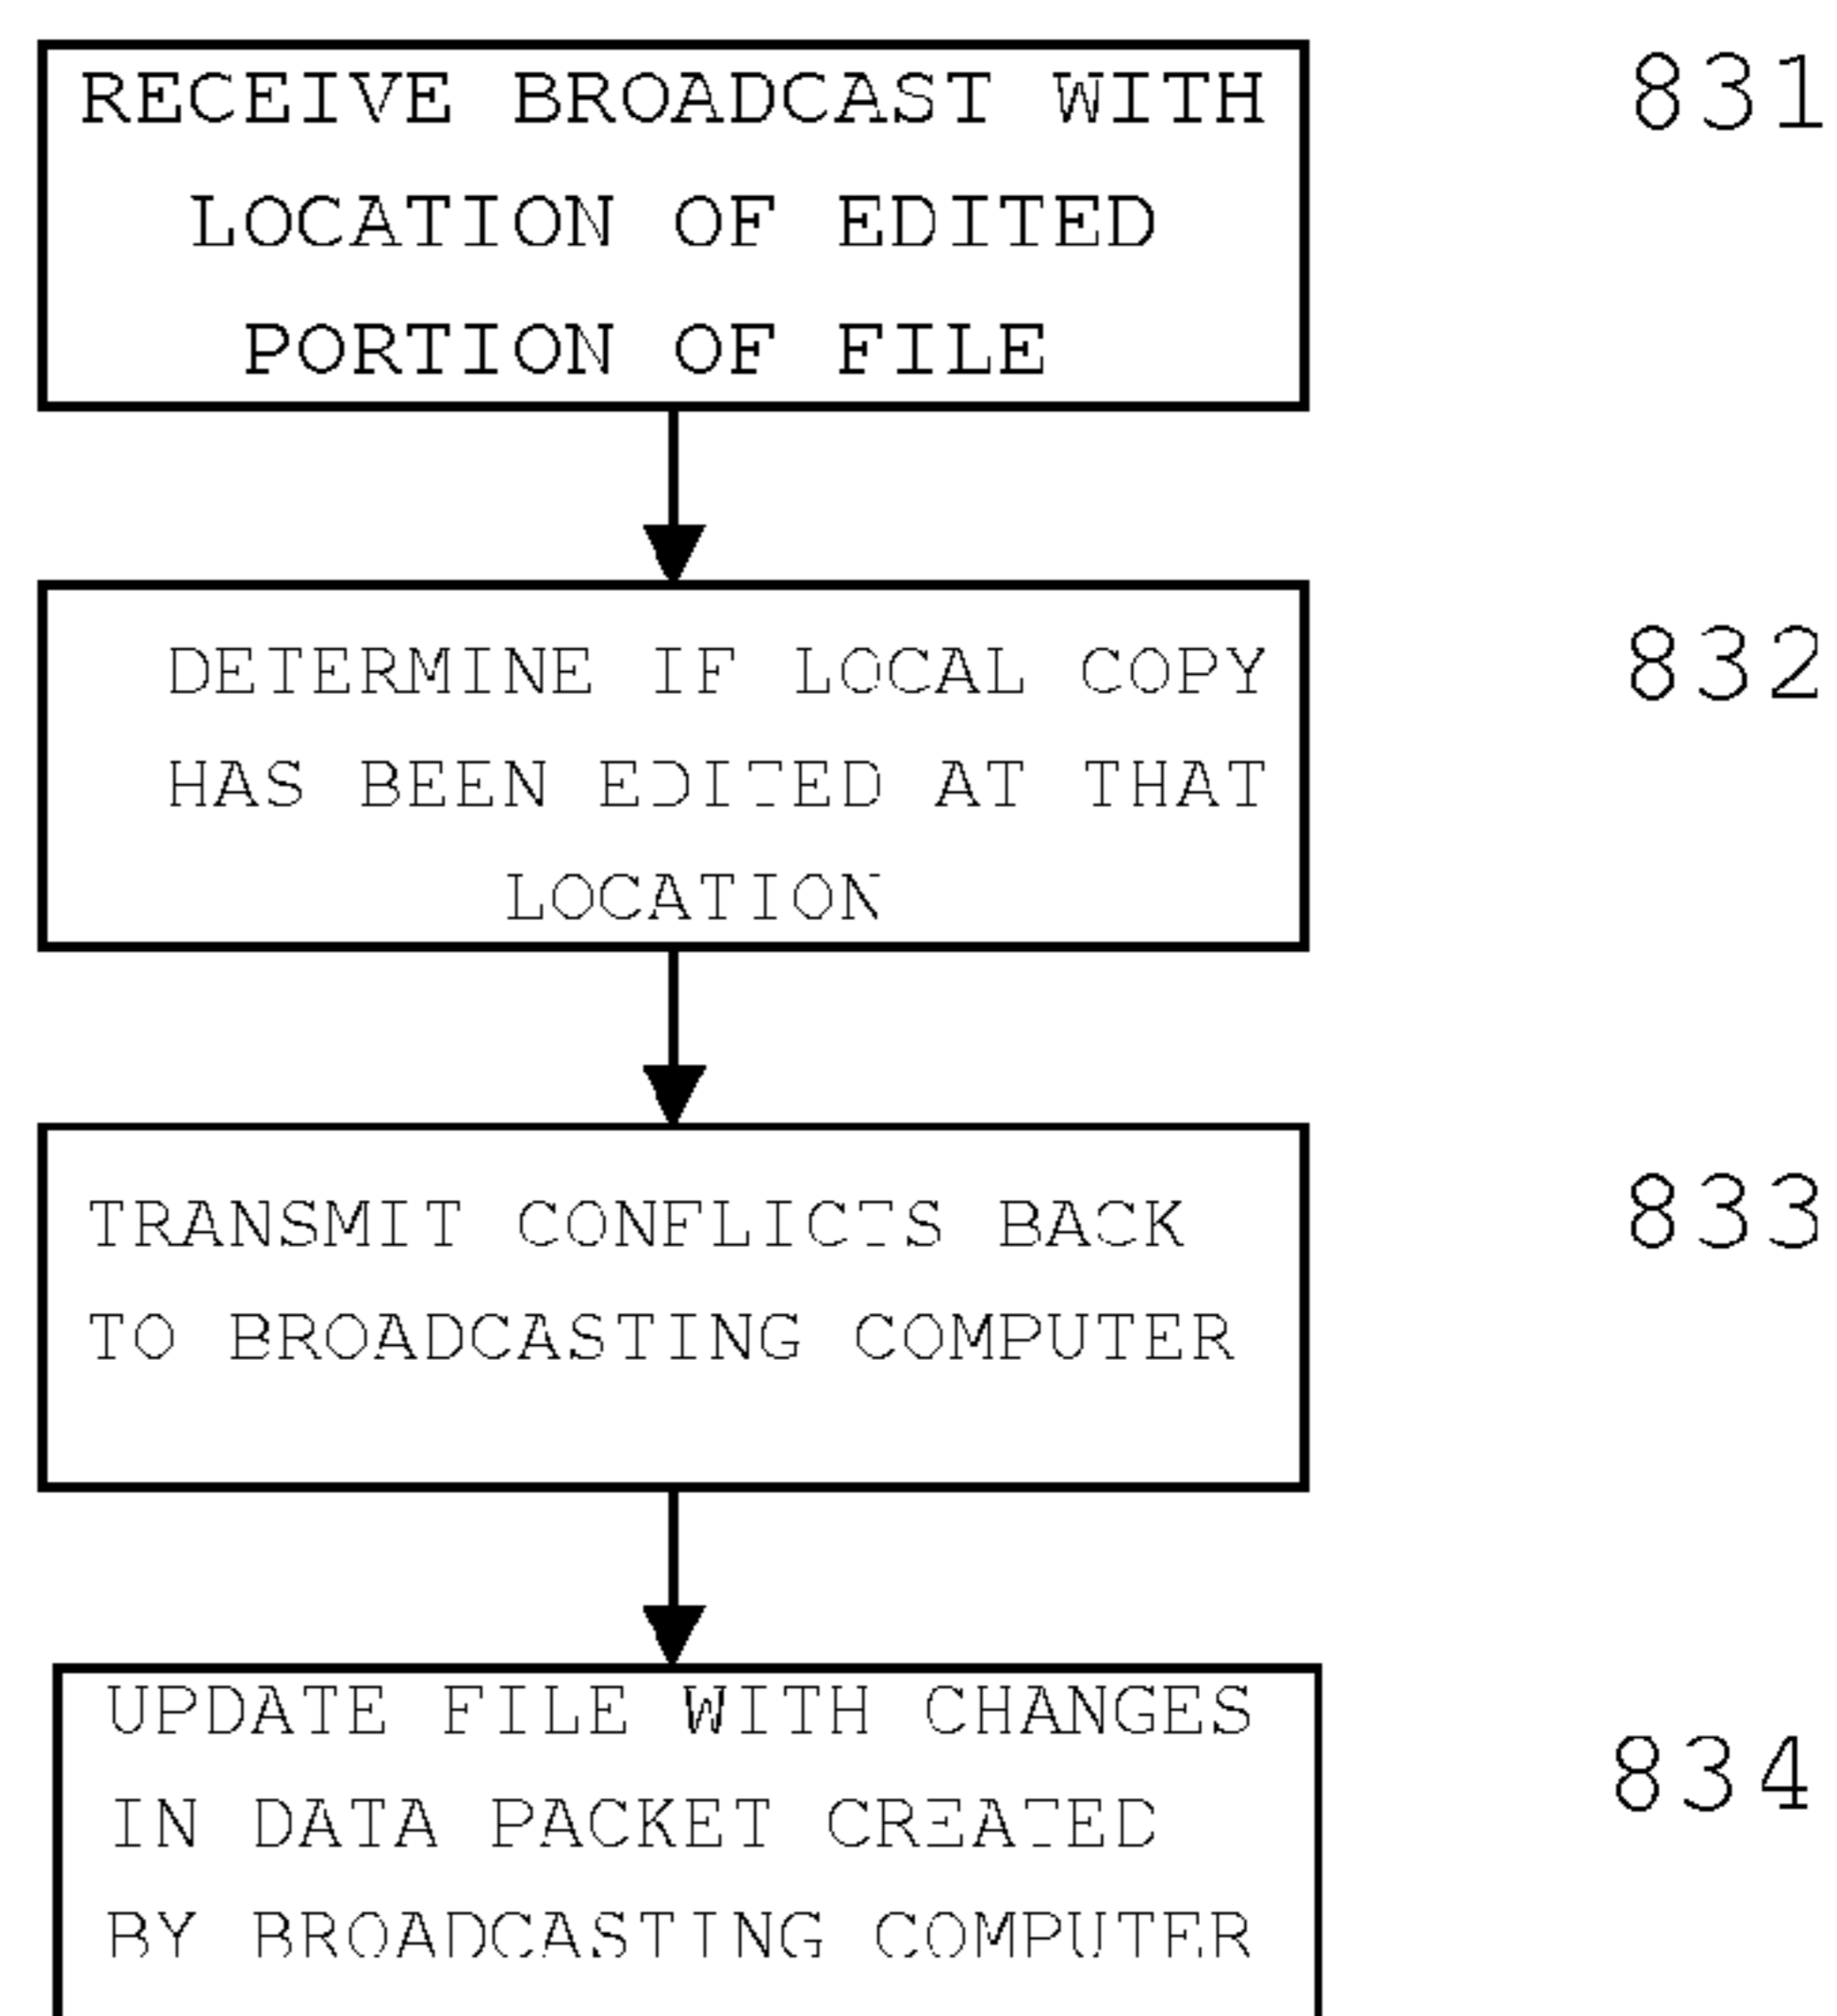 RECEIVE BROADCAST WITH
831
LOCATION OF EDITED
PORTION OF FILE
DETERMINE IF LOCAL COPY
832
HAS BEEN EDITED AT THAT
LOCATION
TRANSMIT CONFLICTS BACK
833
TO BROADCASTING COMPUTER
UPDATE FILE WITH CHANGES
834
IN DATA PACKET CREATED
BY BROADCASTING COMPUTER